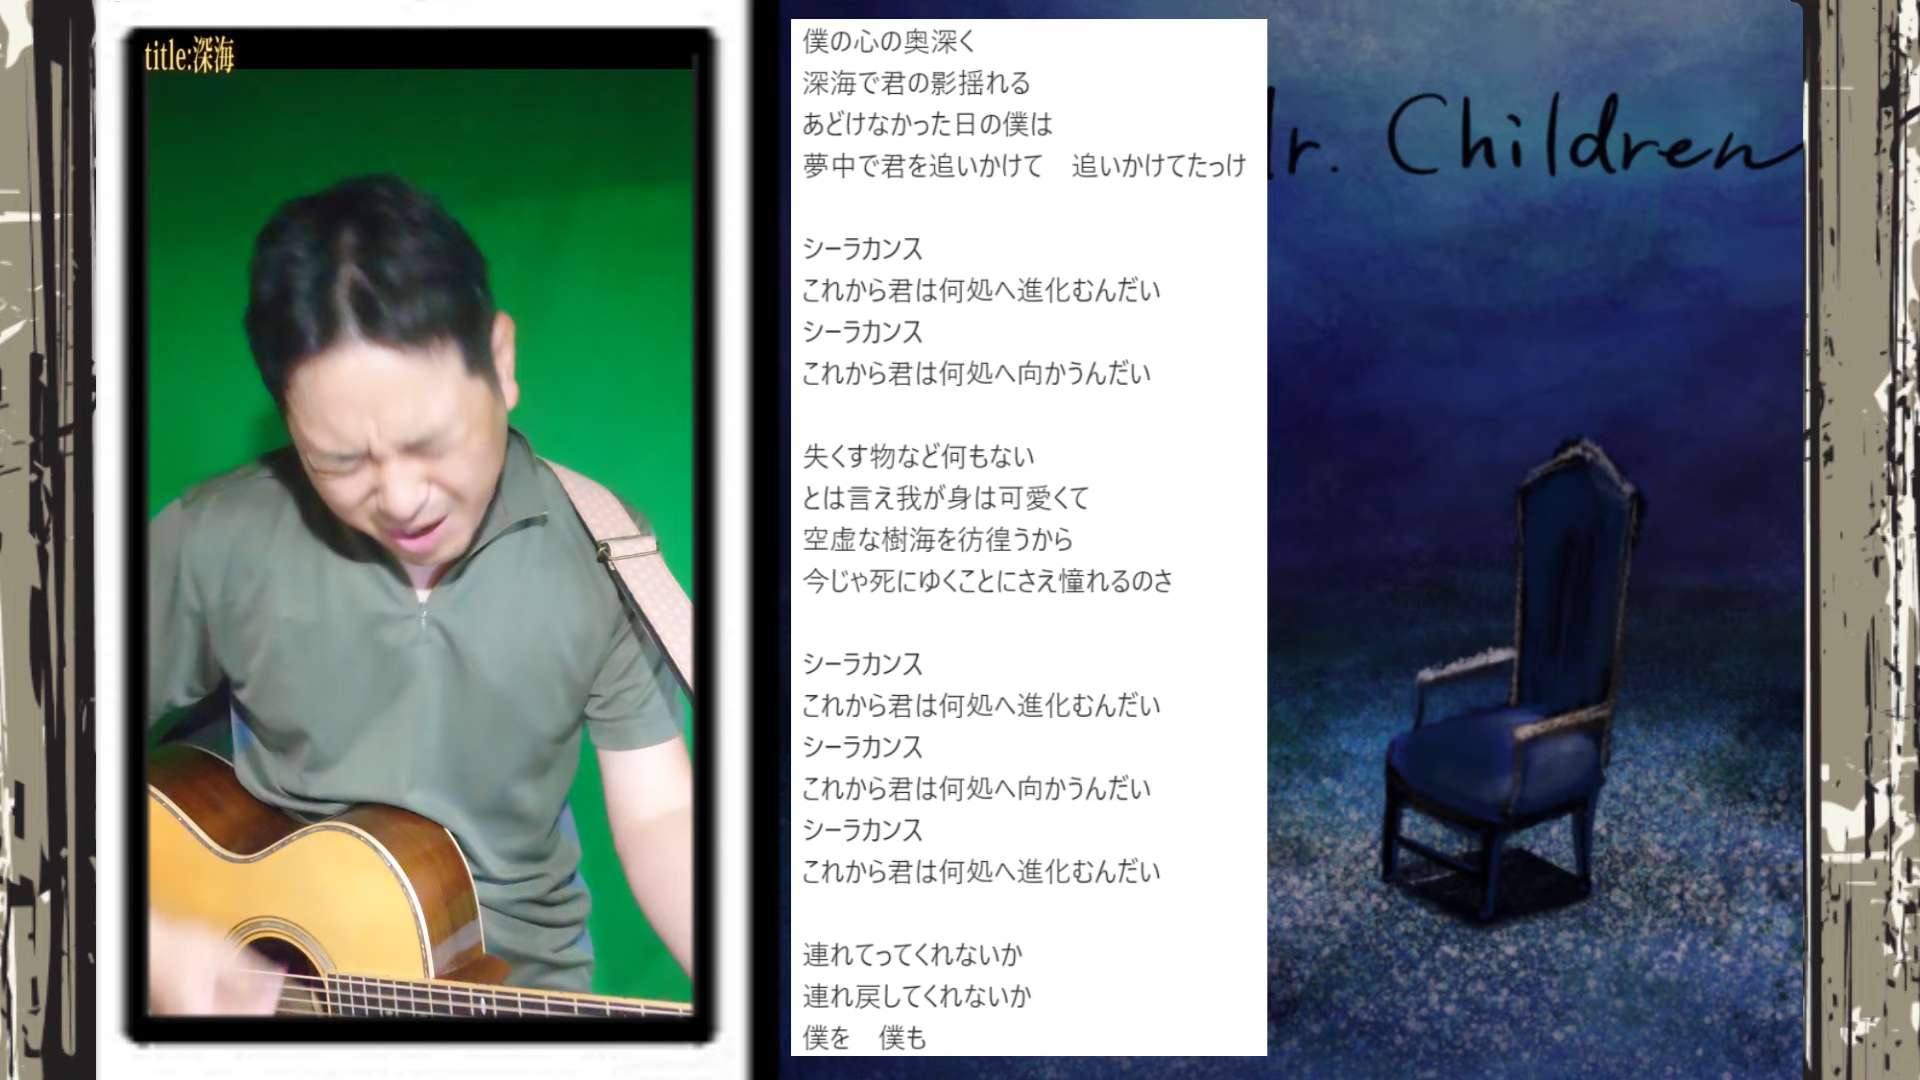 title:深海
僕の心の奥深く
深海で君の影揺れる
あどけなかった日の僕は
夢中で君を追いかけて　追いかけてたっけ
シーラカンス
これから君は何処へ進化むんだい
シーラカンス
これから君は何処へ向かうんだい
失くす物など何もない
とは言え我が身は可愛くて
空虚な樹海を彷徨うから
今じゃ死にゆくことにさえ憧れるのさ
シーラカンス
これから君は何処へ進化むんだい
シーラカンス
これから君は何処へ向かうんだい
シーラカンス
これから君は何処へ進化むんだい
連れてってくれないか
連れ戻してくれないか
僕を　僕も
r. Children